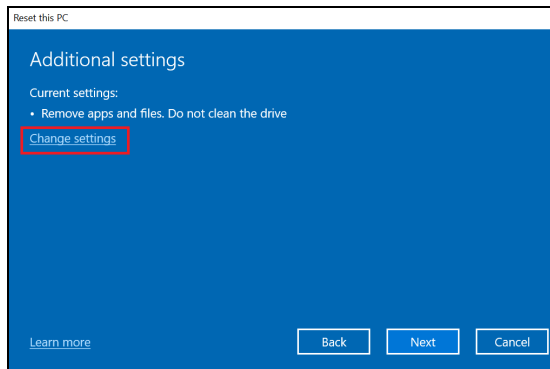 Reset this PC
Additional settings
Current settings:
• Remove apps and files. Do not clean the drive
Change settings
Learn more
Back
Next
Cancel